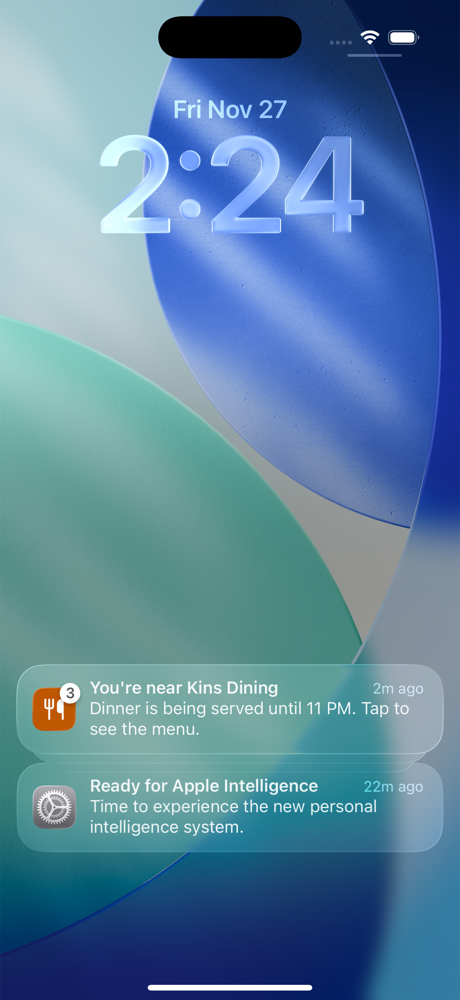 Fri Nov 27
2:24
3
You're near Kins Dining
2m ago
Dinner is being served until 11 PM. Tap to
see the menu.
Ready for Apple Intelligence
22m ago
Time to experience the new personal
intelligence system.